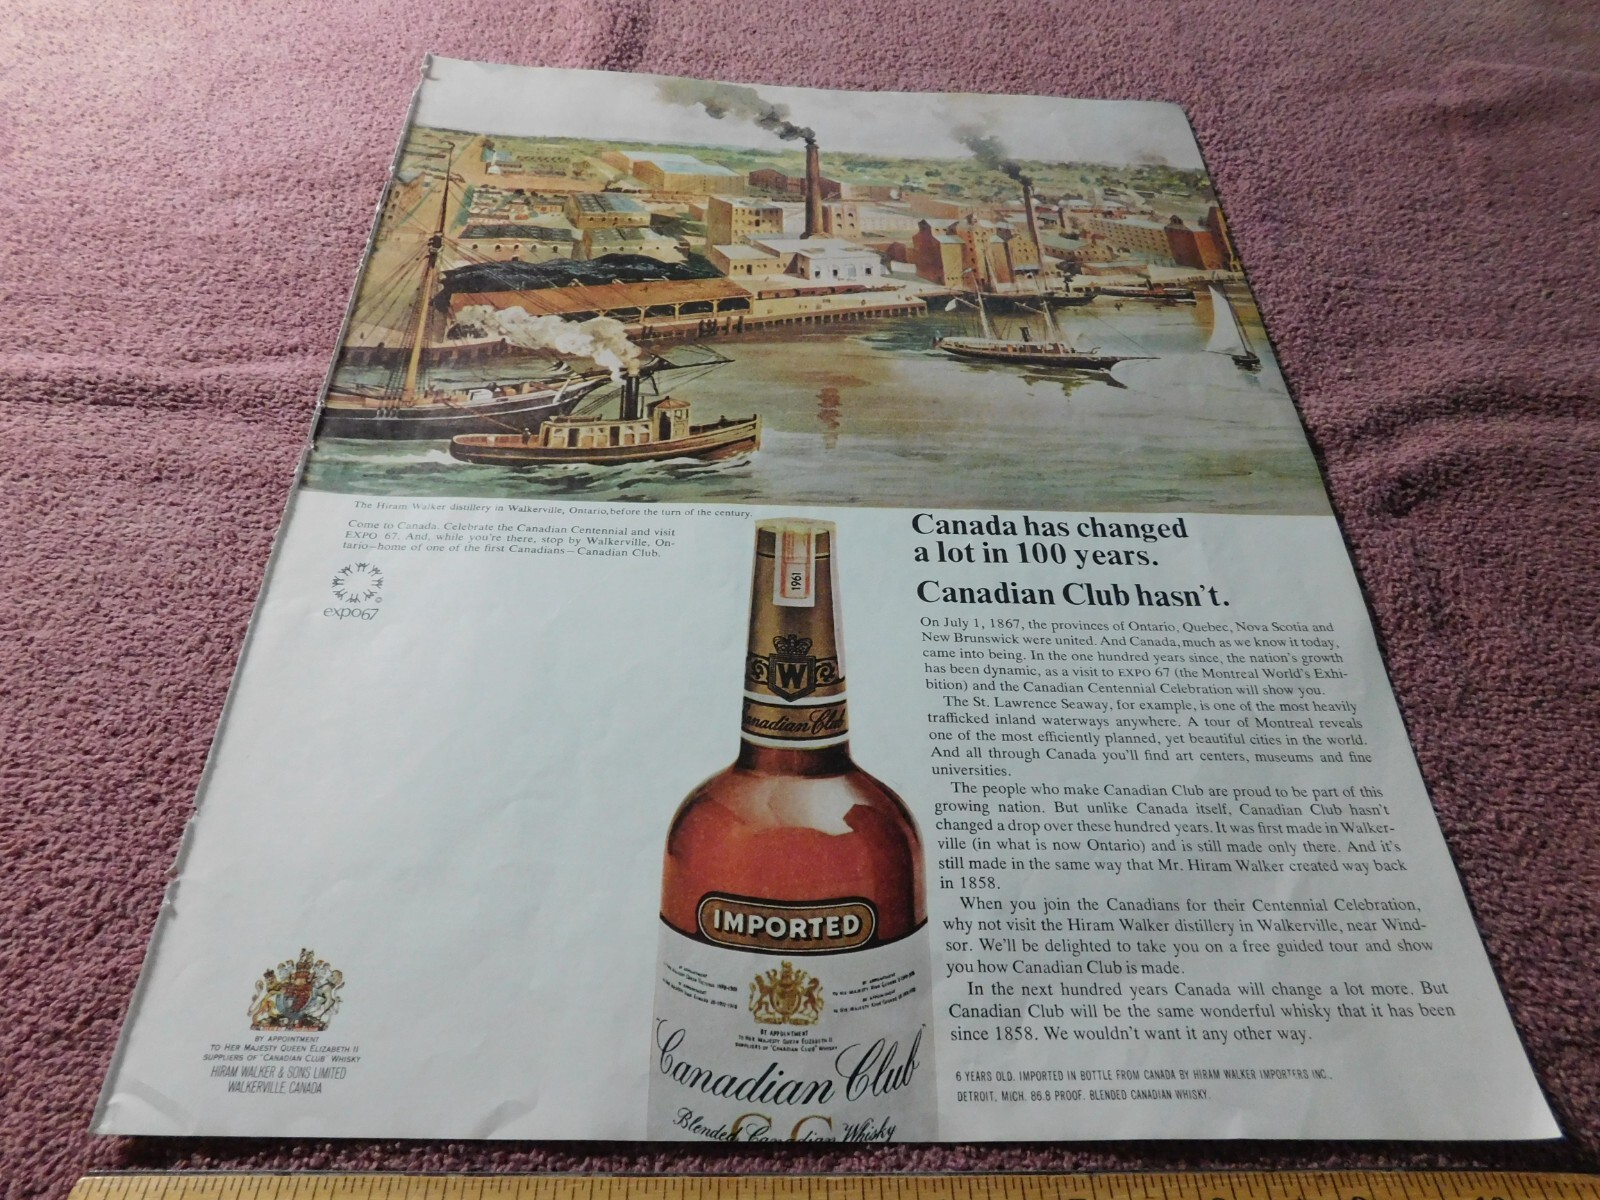 The Hiram Walker distillery in Walkerville, Ontario, before the turn of the century.
Come to Canada. Celebrate the Canadian Centennial and visit
EXPO 67. And, while you're there, stop by Walkerville, On-
tario—home of one of the first Canadians—Canadian Club.
expo67
Canada has changed
a lot in 100 years.
Canadian Club hasn't.
On July 1, 1867, the provinces of Ontario, Quebec, Nova Scotia and
New Brunswick were united. And Canada, much as we know it today,
came into being. In the one hundred years since, the nation's growth
has been dynamic, as a visit to EXPO 67 (the Montreal World's Exhi-
bition) and the Canadian Centennial Celebration will show you.
The St. Lawrence Seaway, for example, is one of the most heavily
trafficked inland waterways anywhere. A tour of Montreal reveals
one of the most efficiently planned, yet beautiful cities in the world.
And all through Canada you'll find art centers, museums and fine
universities.
The people who make Canadian Club are proud to be part of this
growing nation. But unlike Canada itself, Canadian Club hasn't
changed a drop over these hundred years. It was first made in Walker-
ville (in what is now Ontario) and is still made only there. And it's
still made in the same way that Mr. Hiram Walker created way back
in 1858.
When you join the Canadians for their Centennial Celebration,
why not visit the Hiram Walker distillery in Walkerville, near Wind-
sor. We'll be delighted to take you on a free guided tour and show
you how Canadian Club is made.
In the next hundred years Canada will change a lot more. But
Canadian Club will be the same wonderful whisky that it has been
since 1858. We wouldn't want it any other way.
6 YEARS OLD. IMPORTED IN BOTTLE FROM CANADA BY HIRAM WALKER IMPORTERS INC.,
DETROIT, MICH. 86.8 PROOF. BLENDED CANADIAN WHISKY.
1961
W
Canadian Club
IMPORTED
BY APPOINTMENT
TO HER MAJESTY QUEEN ELIZABETH II
SUPPLIERS OF "CANADIAN CLUB" WHISKY
"Canadian Club"
Blended Canadian Whisky
BY APPOINTMENT
TO HER MAJESTY QUEEN ELIZABETH II
SUPPLIERS OF "CANADIAN CLUB" WHISKY
HIRAM WALKER & SONS LIMITED
WALKERVILLE, CANADA